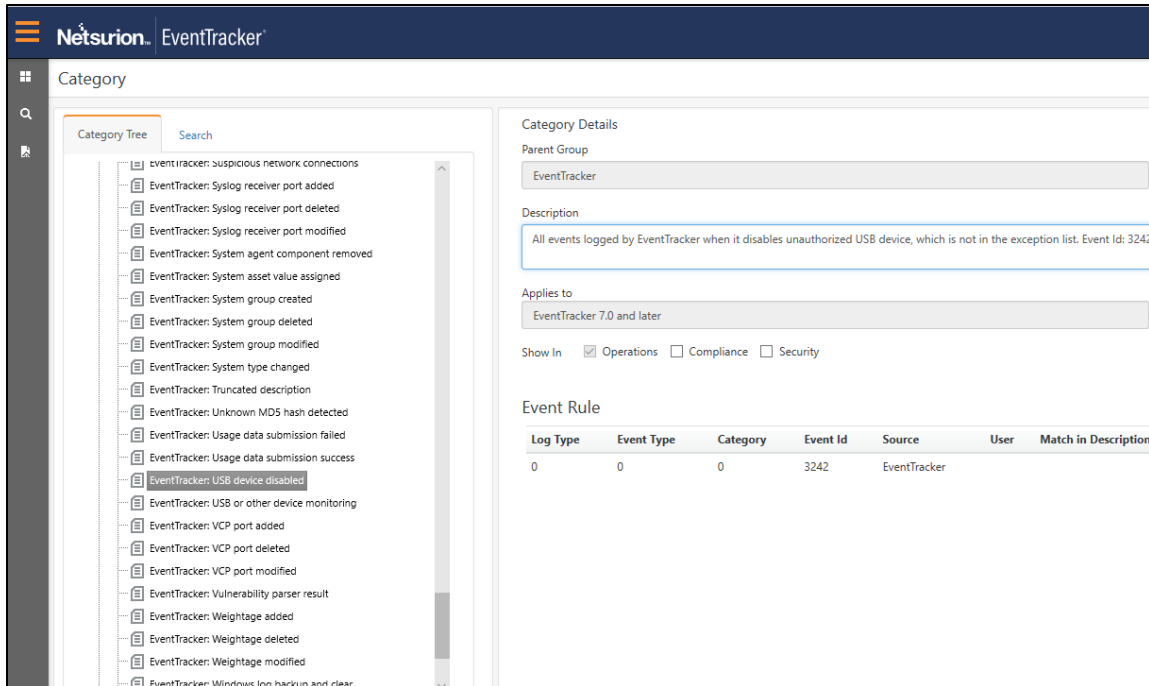 Netsurion™ EventTracker®
Category
Category Tree
Search
EventTracker: Suspicious network connections
EventTracker: Syslog receiver port added
EventTracker: Syslog receiver port deleted
EventTracker: Syslog receiver port modified
EventTracker: System agent component removed
EventTracker: System asset value assigned
EventTracker: System group created
EventTracker: System group deleted
EventTracker: System group modified
EventTracker: System type changed
EventTracker: Truncated description
EventTracker: Unknown MD5 hash detected
EventTracker: Usage data submission failed
EventTracker: Usage data submission success
EventTracker: USB device disabled
EventTracker: USB or other device monitoring
EventTracker: VCP port added
EventTracker: VCP port deleted
EventTracker: VCP port modified
EventTracker: Vulnerability parser result
EventTracker: Weightage added
EventTracker: Weightage deleted
EventTracker: Weightage modified
EventTracker: Windows log backup and clear
Category Details
Parent Group
EventTracker
Description
All events logged by EventTracker when it disables unauthorized USB device, which is not in the exception list. Event Id: 3242
Applies to
EventTracker 7.0 and later
Show In Operations Compliance Security
Event Rule
Log Type Event Type Category Event Id Source User Match in Description
0 0 0 3242 EventTracker